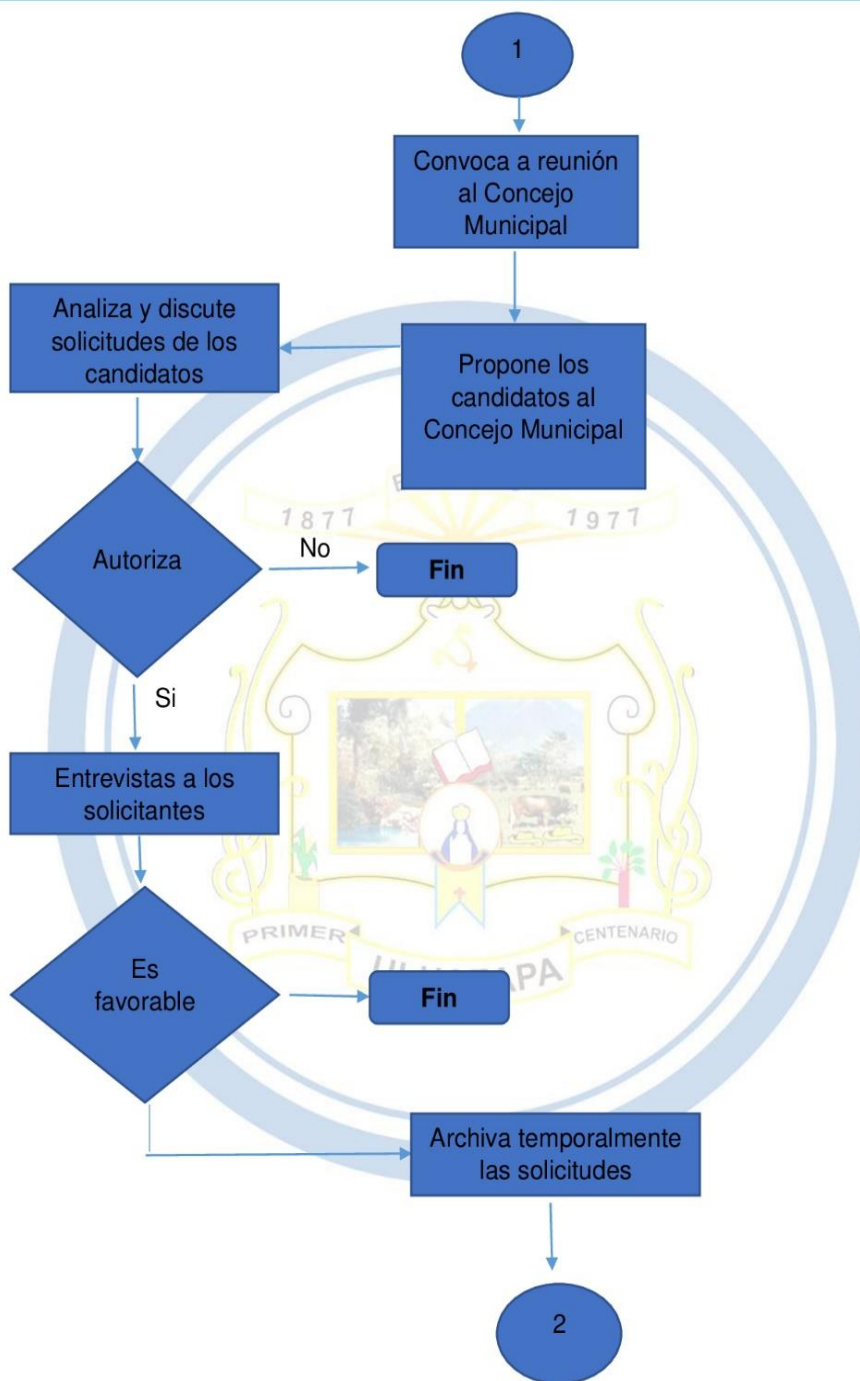 1
Convoca a reunión
al Concejo
Municipal
Analiza y discute
solicitudes de los
candidatos
Propone los
candidatos al
Concejo Municipal
1877
1977
Autoriza
No
Fin
Si
Entrevistas a los
solicitantes
PRIMER
CENTENARIO
Es
favorable
Fin
Archiva temporalmente
las solicitudes
2